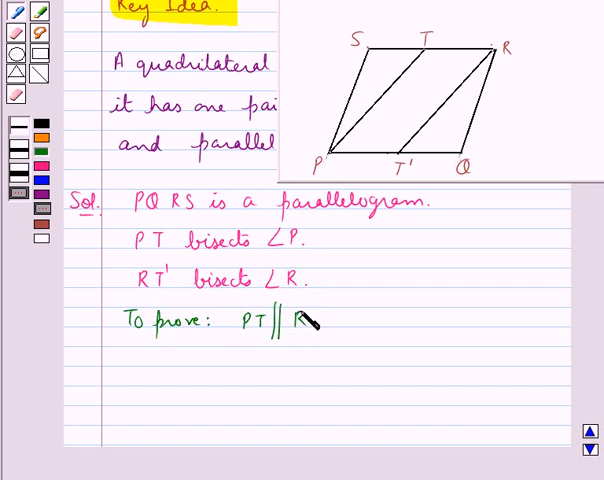 Key Idea.
A quadrilateral
it has one pai
and parallel
S T R
P T' Q
Sol. PQRS is a parallelogram.
PT bisects ∠P.
RT' bisects ∠R.
To prove: PT || R